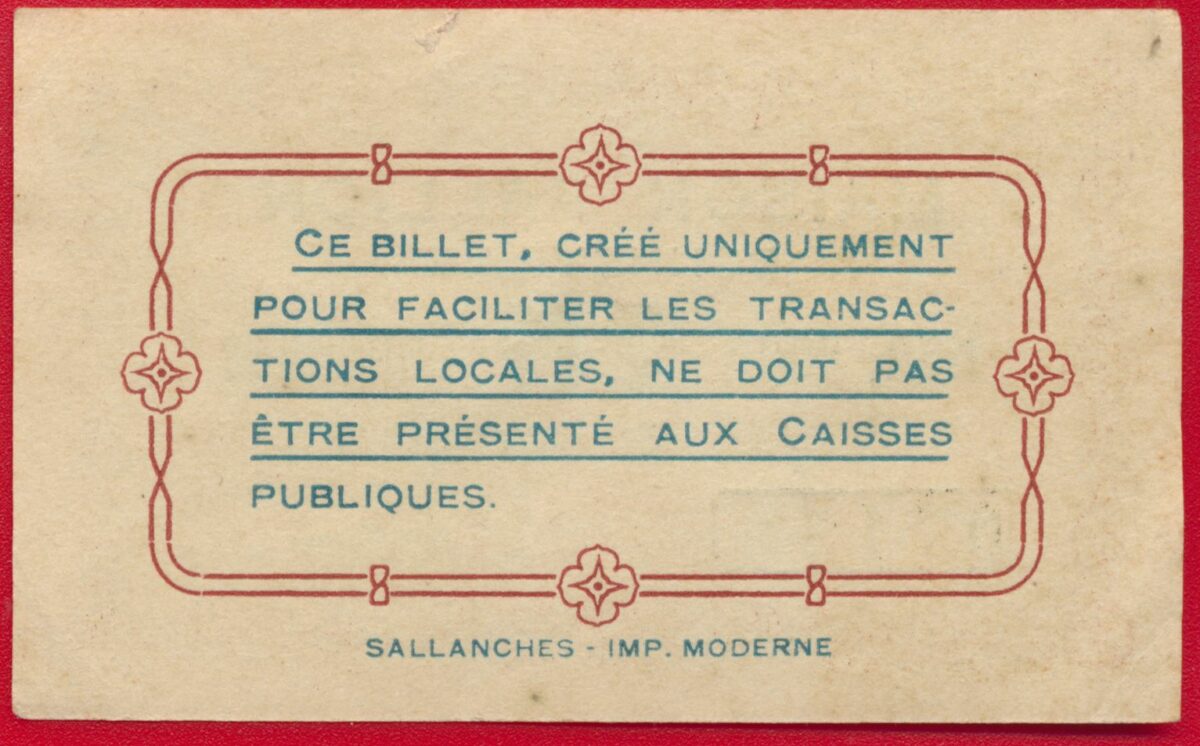 CE BILLET, CRÉÉ UNIQUEMENT
POUR FACILITER LES TRANSAC-
TIONS LOCALES, NE DOIT PAS
ÊTRE PRÉSENTÉ AUX CAISSES
PUBLIQUES.
SALLANCHES - IMP. MODERNE